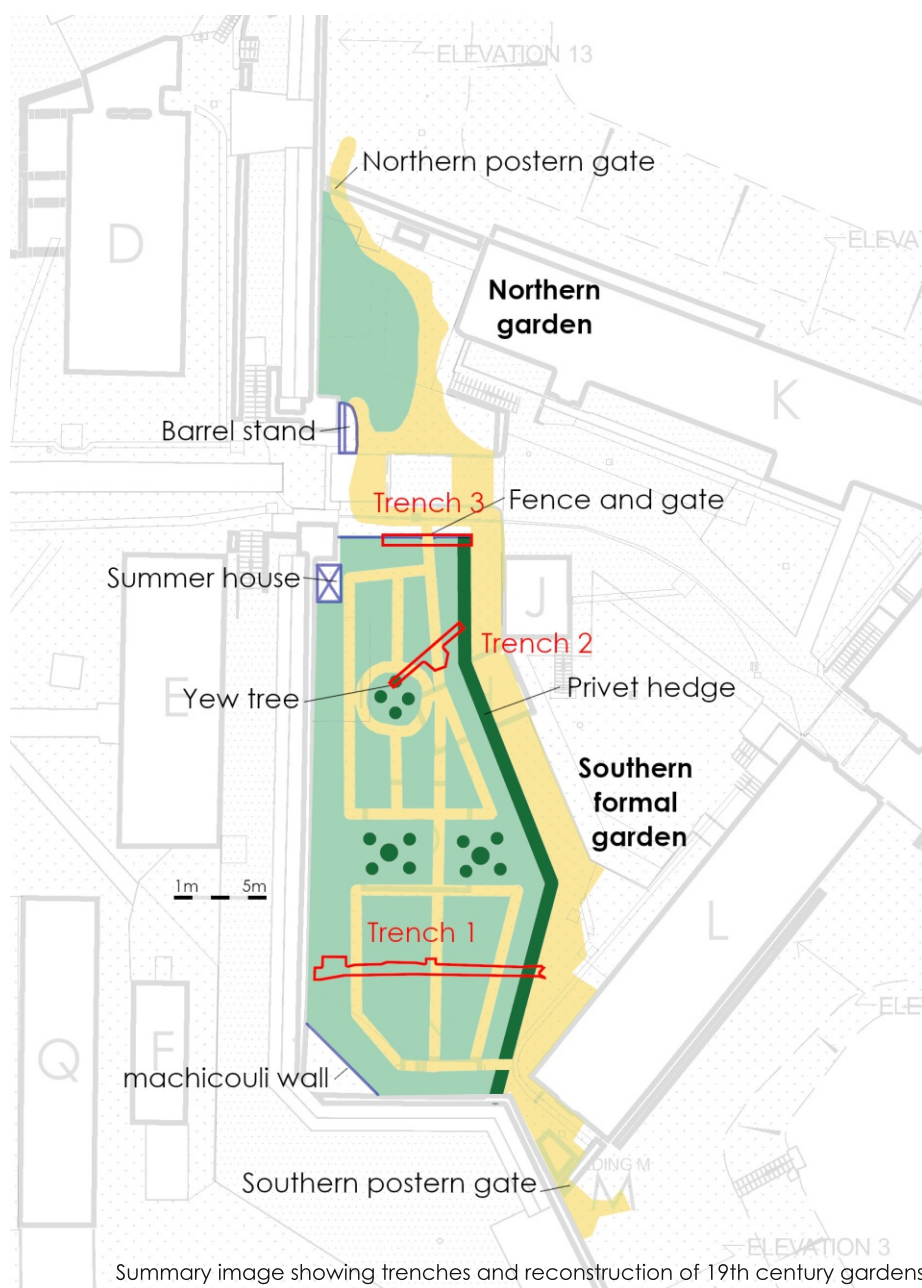 ELEVATION 13
Northern postern gate
D
ELEVA
Northern
garden
K
Barrel stand
Trench 3
Fence and gate
Summer house
J
Trench 2
E
Yew tree
Privet hedge
Southern
formal
garden
1m 5m
L
Trench 1
ELE
Q
F
machicouli wall
DING M
Southern postern gate
M
ELEVATION 3
Summary image showing trenches and reconstruction of 19th century gardens